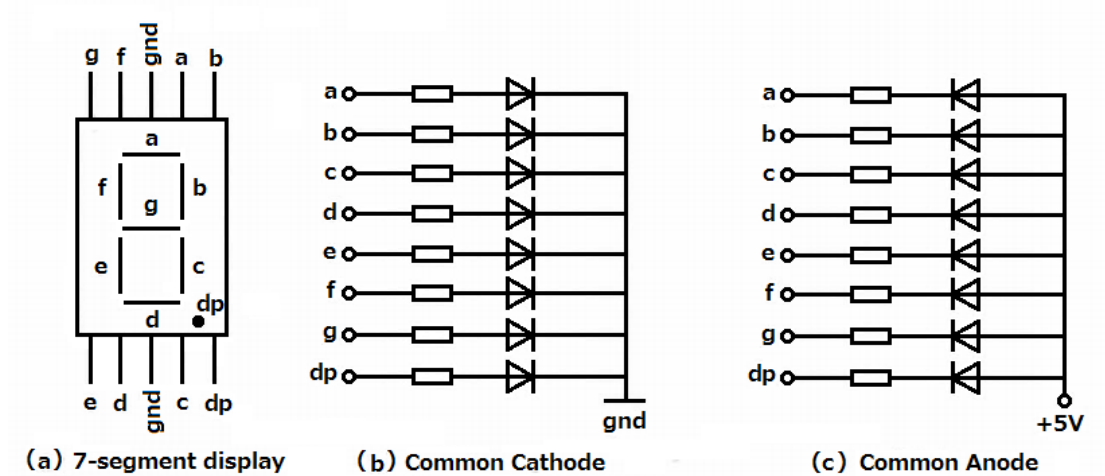 g f gnd a b
a
f b
g
e c
dp
d
e d gnd c dp
(a) 7-segment display
a
b
c
d
e
f
g
dp
gnd
(b) Common Cathode
a
b
c
d
e
f
g
dp
+5V
(c) Common Anode